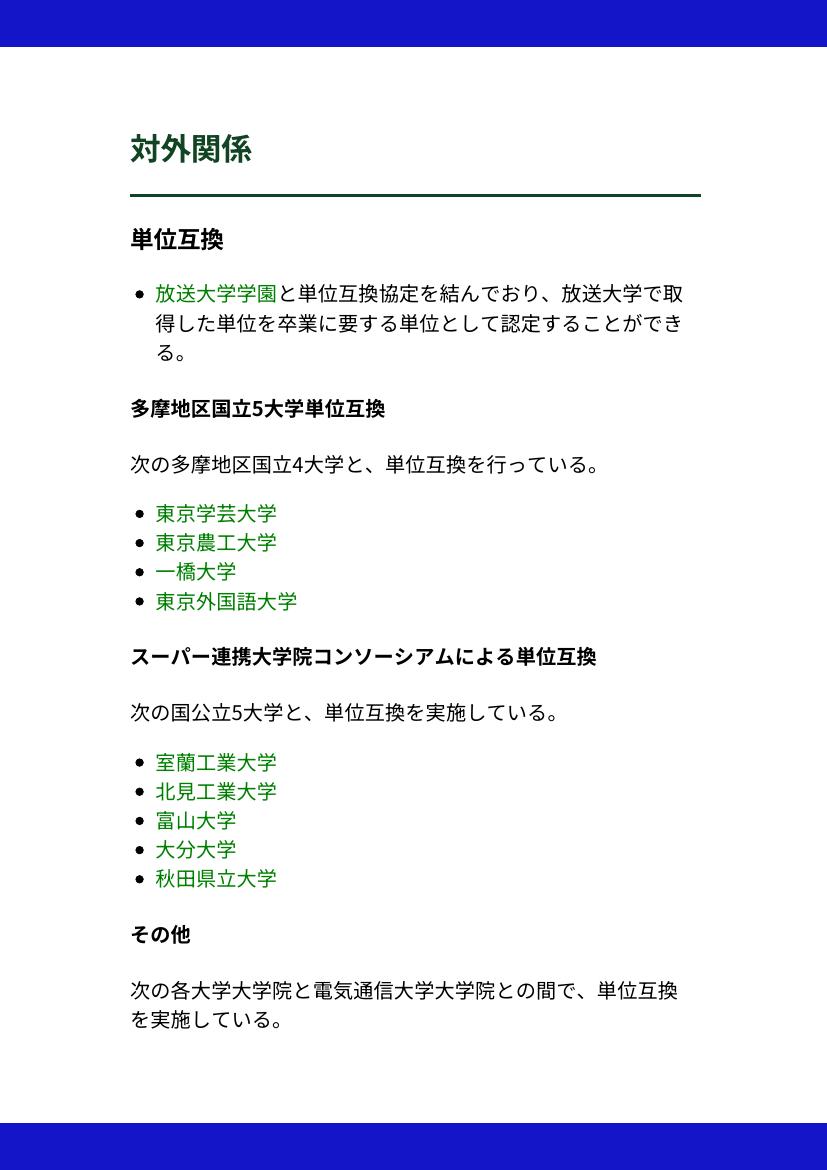 対外関係
単位互換
放送大学学園と単位互換協定を結んでおり、放送大学で取
得した単位を卒業に要する単位として認定することができ
る。
多摩地区国立5大学単位互換
次の多摩地区国立4大学と、単位互換を行っている。
東京学芸大学
東京農工大学
一橋大学
東京外国語大学
スーパー連携大学院コンソーシアムによる単位互換
次の国公立5大学と、単位互換を実施している。
室蘭工業大学
北見工業大学
富山大学
大分大学
秋田県立大学
その他
次の各大学大学院と電気通信大学大学院との間で、単位互換
を実施している。